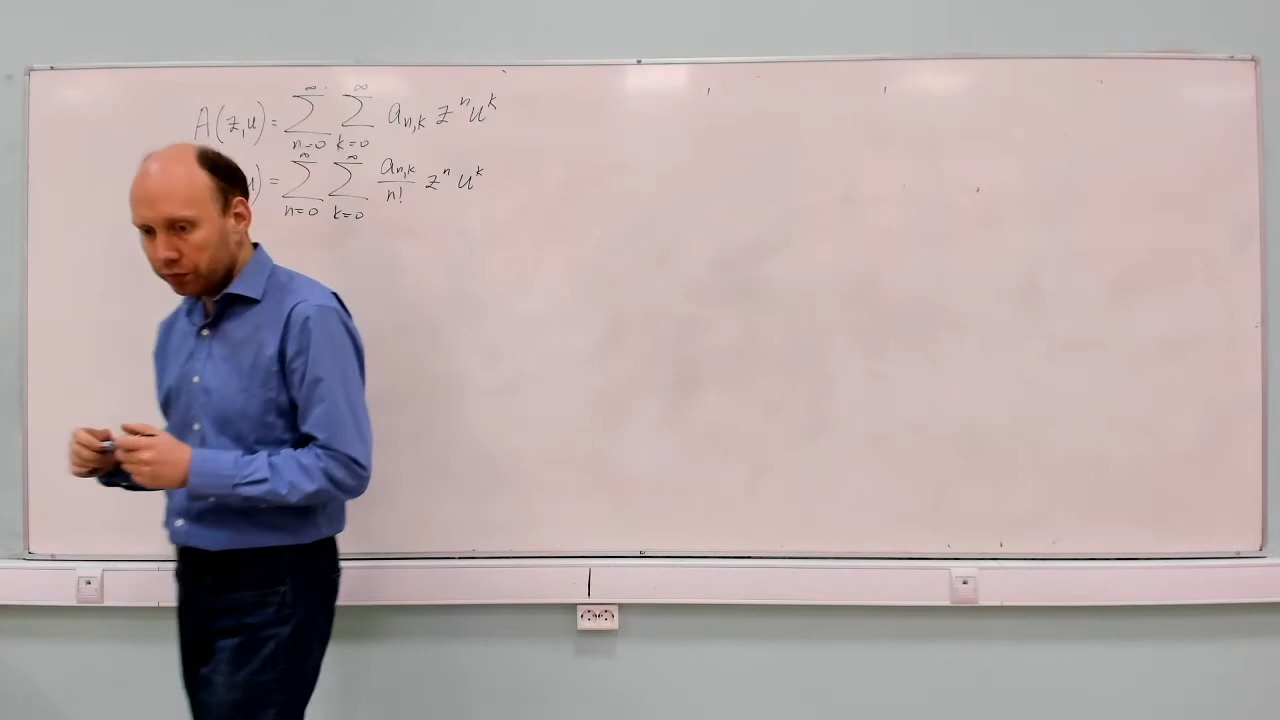 A(z,u) = \sum_{n=0}^{\infty} \sum_{k=0}^{\infty} a_{n,k} z^n u^k
u) = \sum_{n=0}^{\infty} \sum_{k=0}^{\infty} \frac{a_{n,k}}{n!} z^n u^k